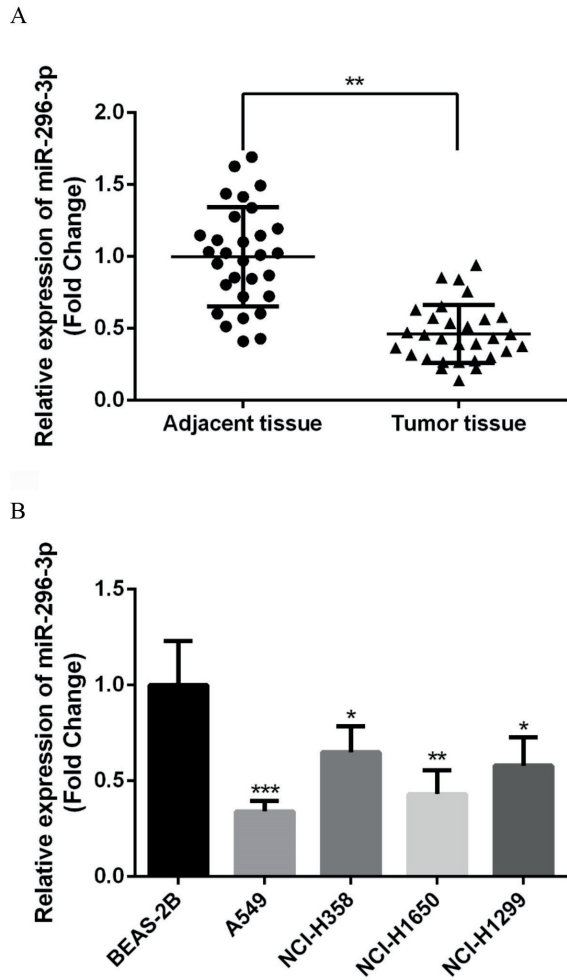 A
Relative expression of miR-296-3p
(Fold Change)
**
2.0
1.5
1.0
0.5
0.0
Adjacent tissue
Tumor tissue
B
Relative expression of miR-296-3p
(Fold Change)
1.5
1.0
0.5
0.0
***
*
**
*
BEAS-2B
A549
NCI-H358
NCI-H1650
NCI-H1299